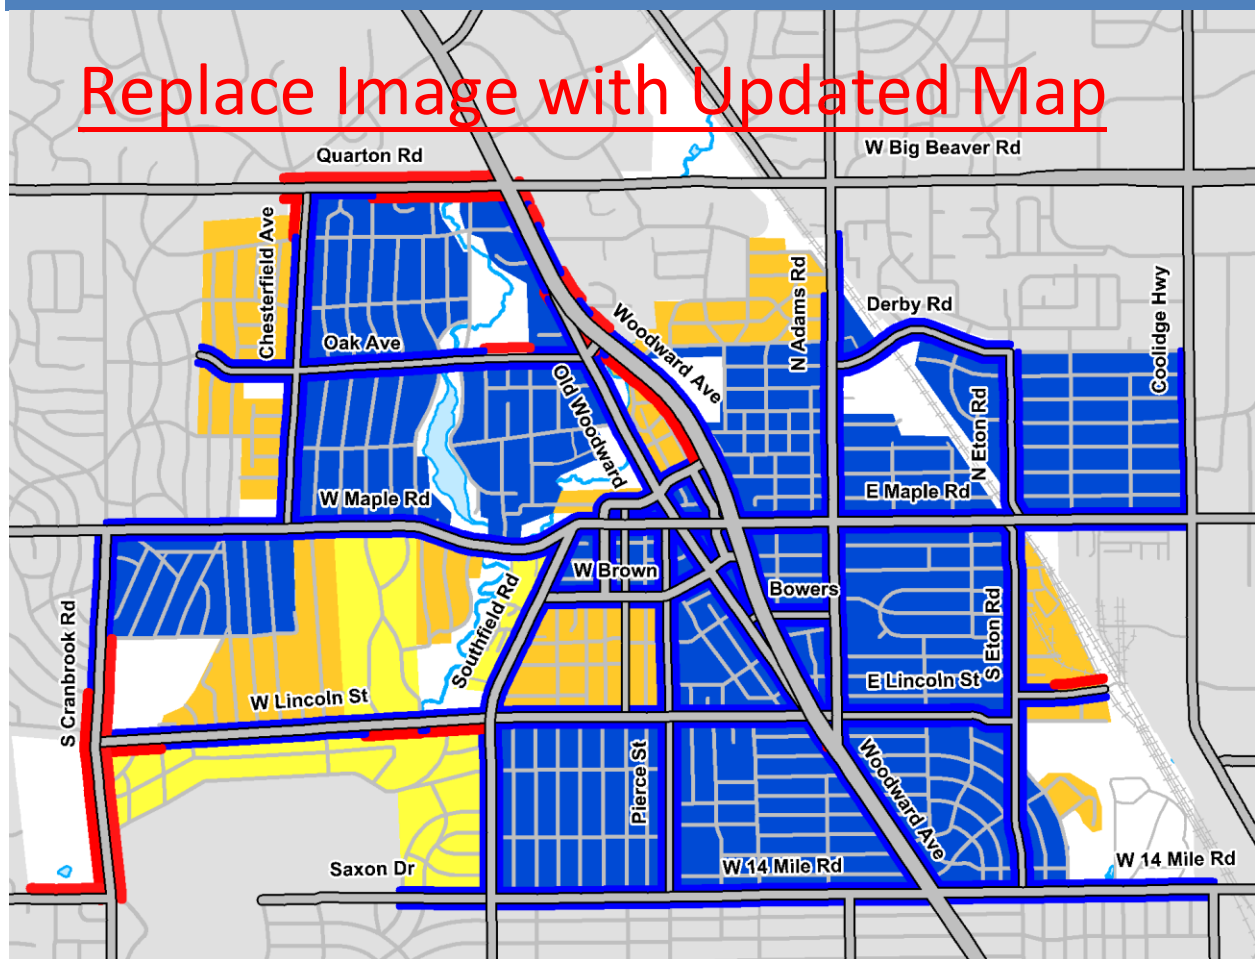 Replace Image with Updated Map
W Big Beaver Rd
Quarton Rd
Chesterfield Ave
N Adams Rd
Coolidge Hwy
Derby Rd
Woodward Ave
Oak Ave
Old Woodward
N Eton Rd
W Maple Rd
E Maple Rd
W Brown
Bowers
Southfield Rd
S Eton Rd
S Cranbrook Rd
W Lincoln St
E Lincoln St
Pierce St
Woodward Ave
Saxon Dr
W 14 Mile Rd
W 14 Mile Rd